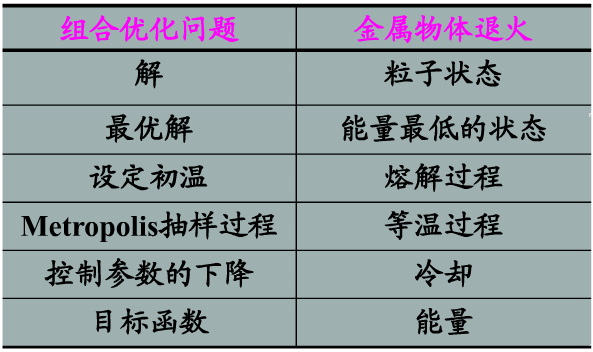 组合优化问题 金属物体退火
解 粒子状态
最优解 能量最低的状态
设定初温 熔解过程
Metropolis抽样过程 等温过程
控制参数的下降 冷却
目标函数 能量